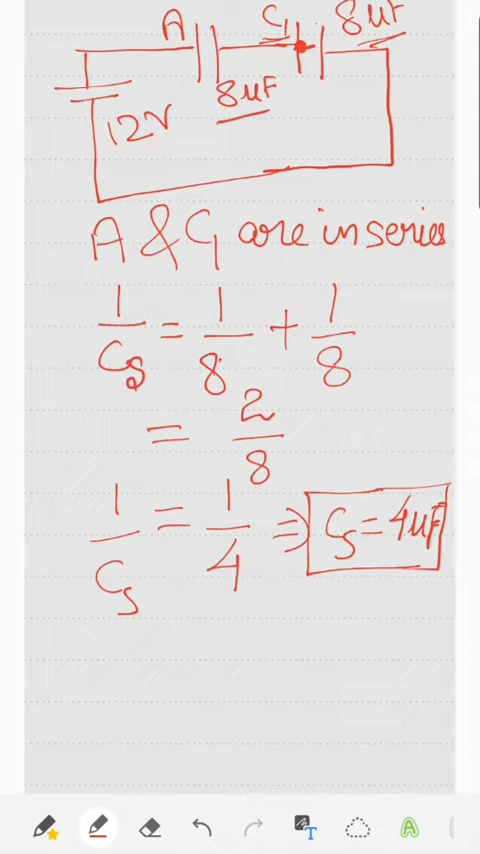 A C₁ 8uF
8uF
12V
A & C₁ are in series
1/Cs = 1/8 + 1/8
= 2/8
1/Cs = 1/4 ⇒ Cs = 4uF